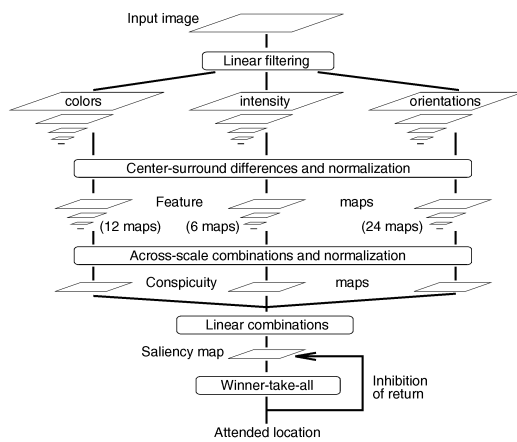 Input image
Linear filtering
colors intensity orientations
Center-surround differences and normalization
Feature maps
(12 maps) (6 maps) (24 maps)
Across-scale combinations and normalization
Conspicuity maps
Linear combinations
Saliency map
Winner-take-all
Inhibition
of return
Attended location